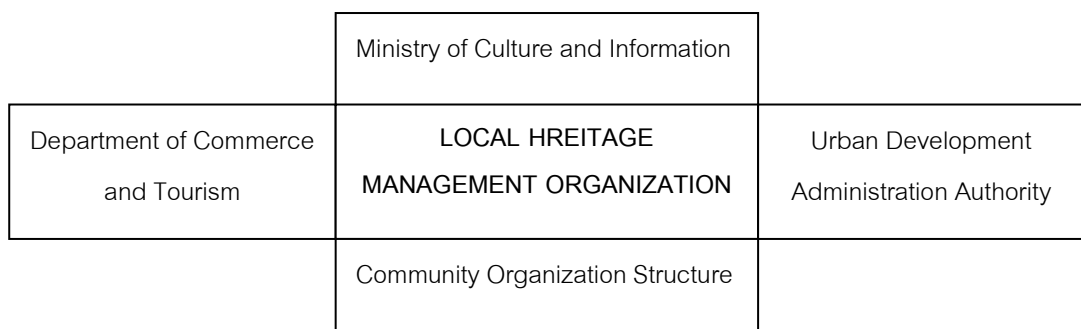 Ministry of Culture and Information
Department of Commerce
and Tourism
LOCAL HREITAGE
MANAGEMENT ORGANIZATION
Urban Development
Administration Authority
Community Organization Structure